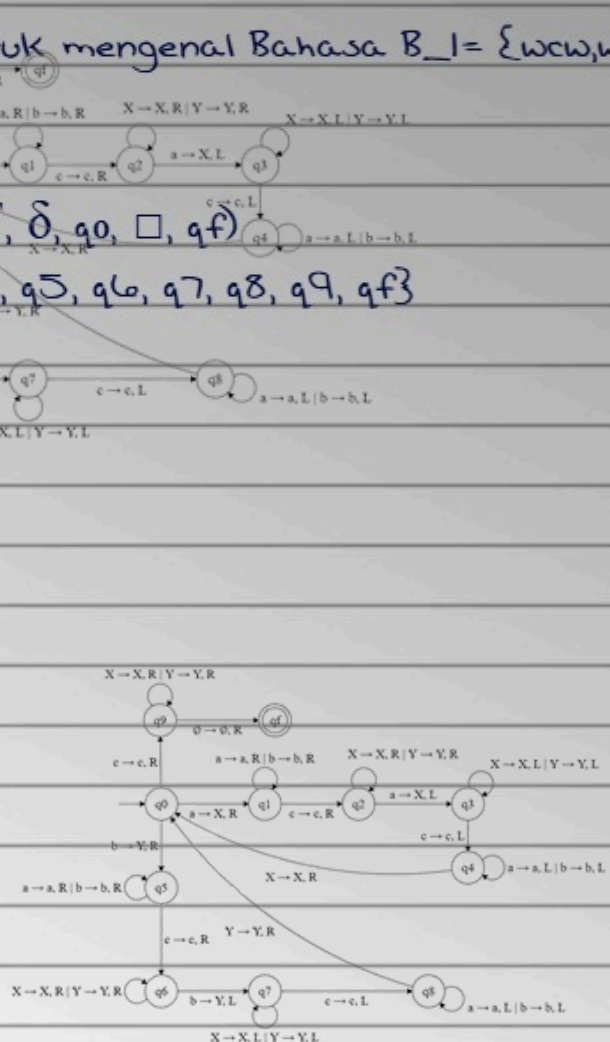 uk mengenal Bahasa B_1= {wcw,w
qf
a, R | b→b, R
X→X, R | Y→Y, R
X→X, L | Y→Y, L
q1
c→c, R
q2
a→X, L
q3
c→c, L
, δ, q0, □, qf)
X→X, R
q4
a→a, L | b→b, L
, q5, q6, q7, q8, q9, qf}
→Y, R
q7
c→c, L
q8
a→a, L | b→b, L
X, L | Y→Y, L
X→X, R | Y→Y, R
q9
∅→∅, R
qf
c→c, R
a→a, R | b→b, R
X→X, R | Y→Y, R
X→X, L | Y→Y, L
q0
a→X, R
q1
c→c, R
q2
a→X, L
q3
b→Y, R
c→c, L
X→X, R
q4
a→a, L | b→b, L
a→a, R | b→b, R
q5
c→c, R
Y→Y, R
X→X, R | Y→Y, R
q6
b→Y, L
q7
c→c, L
q8
a→a, L | b→b, L
X→X, L | Y→Y, L